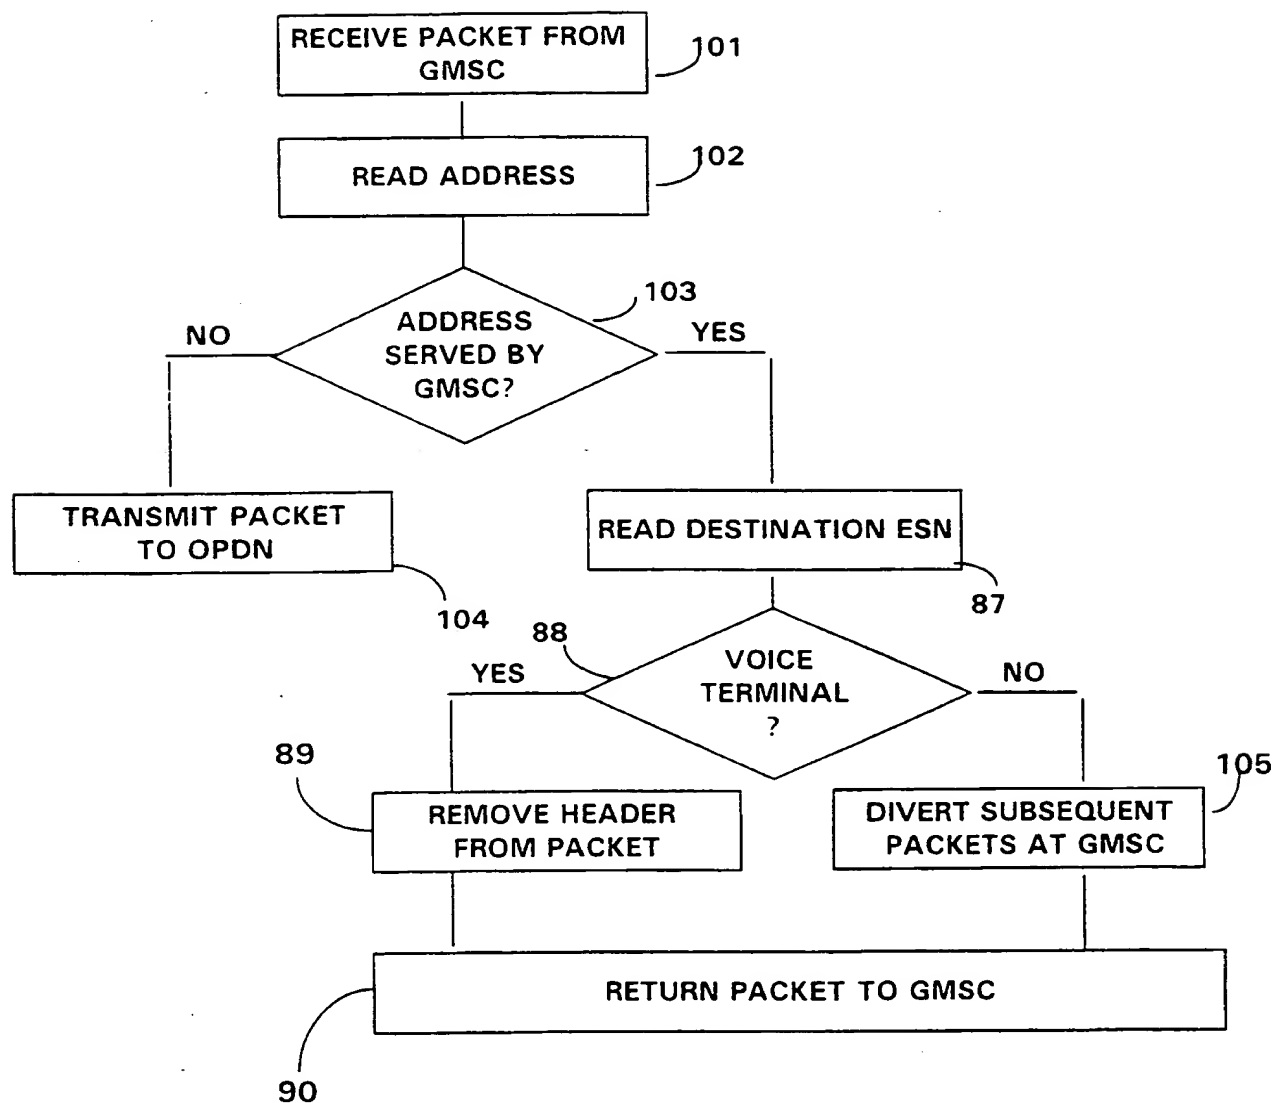 RECEIVE PACKET FROM
GMSC
101
READ ADDRESS
102
103
ADDRESS
SERVED BY
GMSC?
NO
YES
TRANSMIT PACKET
TO OPDN
104
READ DESTINATION ESN
87
88
VOICE
TERMINAL
?
YES
NO
89
REMOVE HEADER
FROM PACKET
105
DIVERT SUBSEQUENT
PACKETS AT GMSC
RETURN PACKET TO GMSC
90